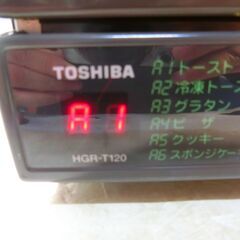 TOSHIBA
A1
HGR-T120
A1トースト
A2冷凍トース
A3グラタン
A4ピザ
A5クッキー
A6スポンジケー